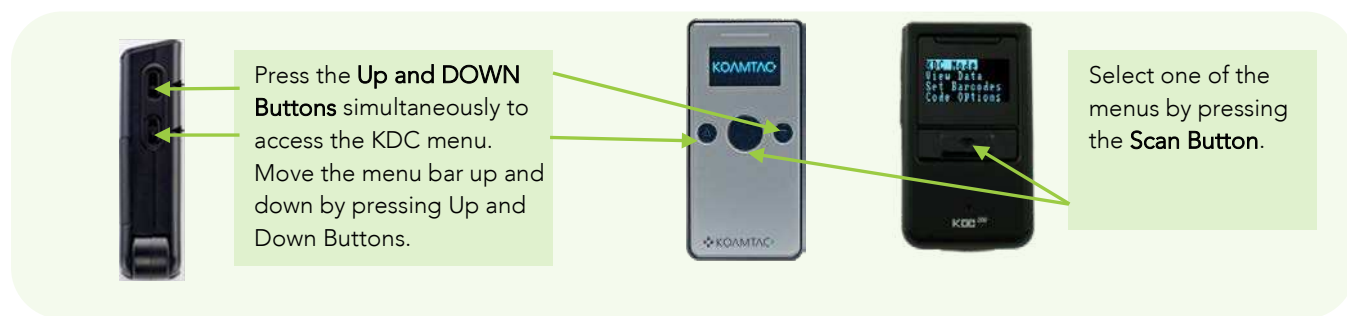 Press the Up and DOWN
Buttons simultaneously to
access the KDC menu.
Move the menu bar up and
down by pressing Up and
Down Buttons.
KOAMTAC
KOAMTAC
KDC Mode
View Data
Set Barcodes
Code Options
KDC 200
Select one of the
menus by pressing
the Scan Button.